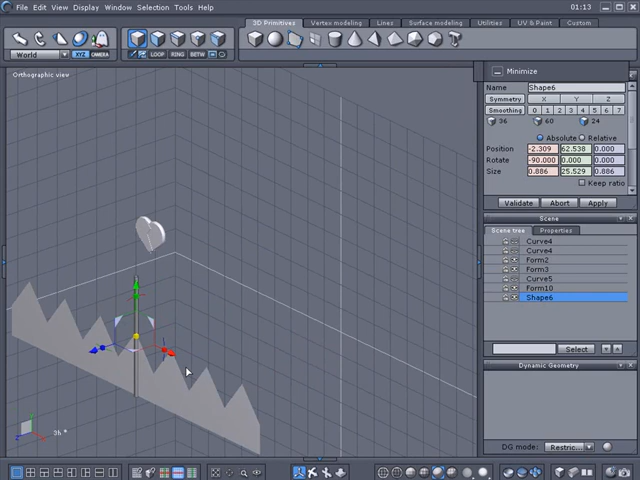 File Edit View Display Window Selection Tools Help
01:13
3D Primitives Vertex modeling Lines Surface modeling Utilities UV & Paint Custom
World XYZ CAMERA LOOP RING BETW
Orthographic view
Minimize
Name Shape6
Symmetry X Y Z
Smoothing 0 1 2 3 4 5 6 7
36 60 24
Absolute Relative
Position -2.309 62.538 0.000
Rotate -90.000 0.000 0.000
Size 0.886 25.529 0.886
Keep ratio
Validate Abort Apply
Scene
Scene tree Properties
Curve4
Curve4
Form2
Form3
Curve5
Form10
Shape6
Select
Dynamic Geometry
DG mode: Restric...